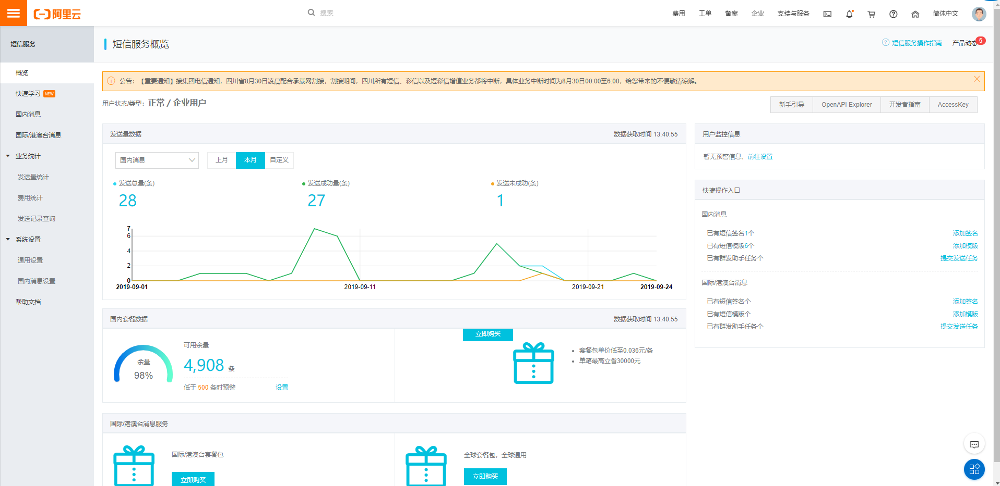 阿里云
搜索
费用
工单
备案
企业
支持与服务
简体中文
短信服务
概览
快速学习 NEW
国内消息
国际/港澳台消息
业务统计
发送量统计
费用统计
发送记录查询
系统设置
通用设置
国内消息设置
帮助文档
短信服务概览
短信服务操作指南
产品动态
5
公告：【重要通知】接集团电信通知，四川省8月30日凌晨配合承载网割接，割接期间，四川所有短信、彩信以及短彩信增值业务都将中断，具体业务中断时间为8月30日00:00至6:00，给您带来的不便敬请谅解。
用户状态/类型：正常 / 企业用户
新手引导
OpenAPI Explorer
开发者指南
AccessKey
发送量数据
数据获取时间 13:40:55
国内消息
上月
本月
自定义
发送总量(条)
28
发送成功量(条)
27
发送未成功(条)
1
7
6
4
2
0
2019-09-01
2019-09-11
2019-09-21
2019-09-24
国内套餐数据
数据获取时间 13:40:55
余量
98%
可用余量
4,908 条
低于 500 条时预警
设置
立即购买
套餐包单价低至0.036元/条
单笔最高立省30000元
国际/港澳台消息服务
国际/港澳台套餐包
立即购买
全球套餐包，全球通用
立即购买
用户监控信息
暂无预警信息，前往设置
快捷操作入口
国内消息
已有短信签名1个
添加签名
已有短信模版6个
添加模版
已有群发助手任务个
提交发送任务
国际/港澳台消息
已有短信签名个
添加签名
已有短信模版个
添加模版
已有群发助手任务个
提交发送任务